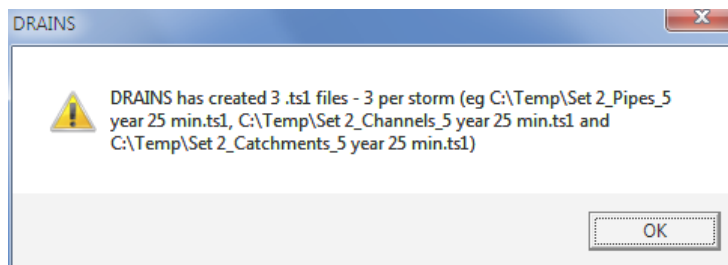 DRAINS
DRAINS has created 3 .ts1 files - 3 per storm (eg C:\Temp\Set 2_Pipes_5
year 25 min.ts1, C:\Temp\Set 2_Channels_5 year 25 min.ts1 and
C:\Temp\Set 2_Catchments_5 year 25 min.ts1)
OK